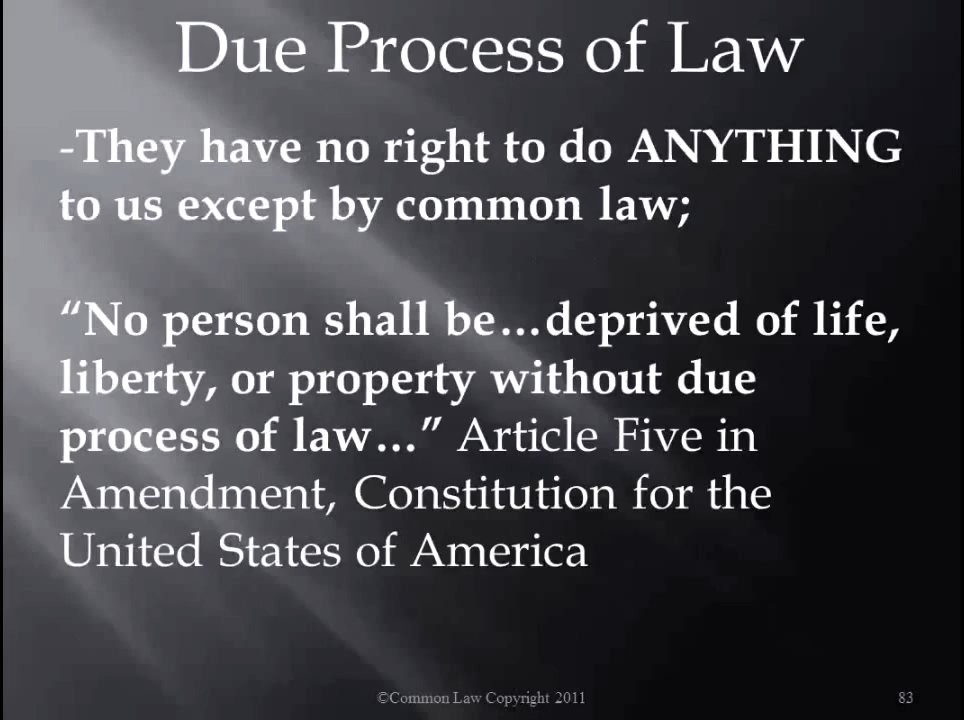 Due Process of Law
-They have no right to do ANYTHING
to us except by common law;
“No person shall be…deprived of life,
liberty, or property without due
process of law…” Article Five in
Amendment, Constitution for the
United States of America
©Common Law Copyright 2011
83